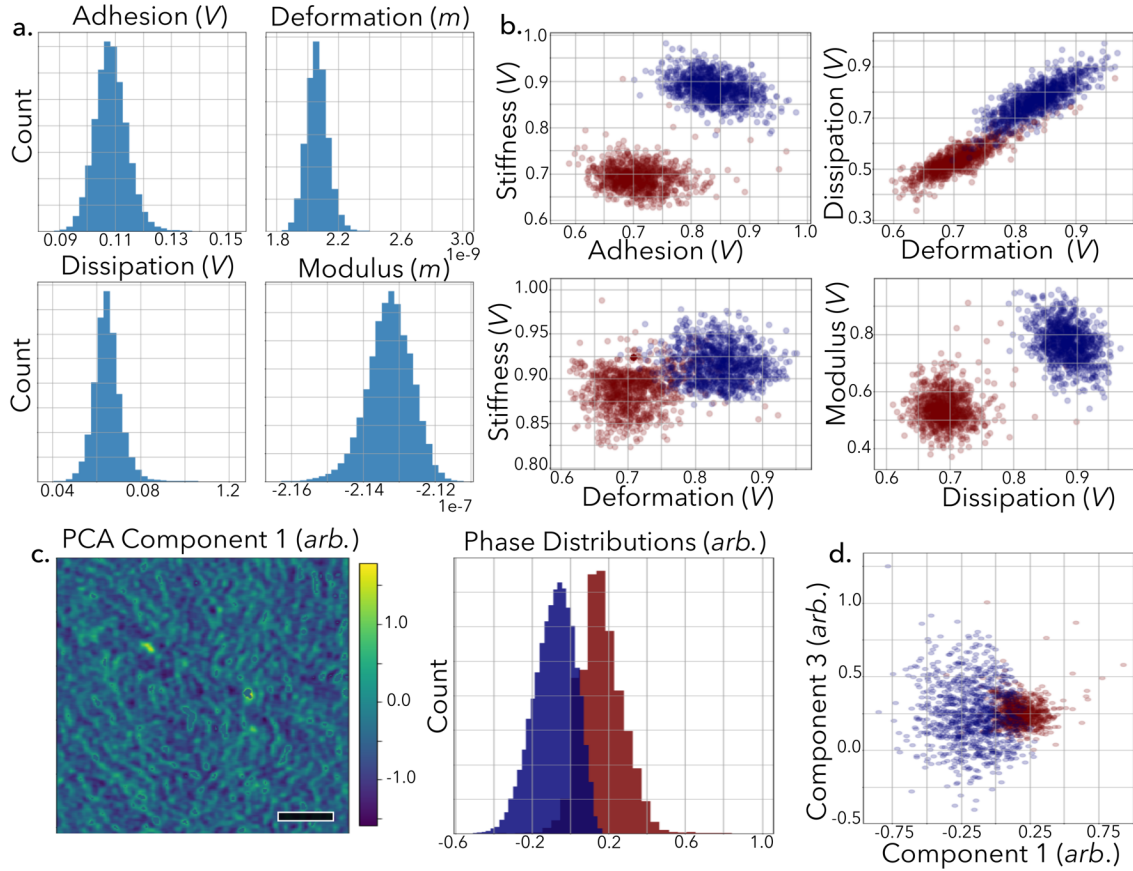 a.
Adhesion (V)
Count
0.09 0.11 0.13 0.15
Deformation (m)
1.8 2.2 2.6 3.0
1e-9
Dissipation (V)
Count
0.04 0.08 1.2
Modulus (m)
-2.16 -2.14 -2.12
1e-7
b.
Stiffness (V)
1.0
0.9
0.8
0.7
0.6
0.6 0.7 0.8 0.9 1.0
Adhesion (V)
Dissipation (V)
0.9
0.7
0.5
0.3
0.6 0.7 0.8 0.9
Deformation (V)
Stiffness (V)
1.00
0.95
0.90
0.85
0.80
0.6 0.7 0.8 0.9
Deformation (V)
Modulus (V)
0.8
0.6
0.4
0.6 0.7 0.8 0.9
Dissipation (V)
c.
PCA Component 1 (arb.)
1.0
0.0
-1.0
Phase Distributions (arb.)
Count
-0.6 -0.2 0.2 0.6 1.0
d.
Component 3 (arb.)
1.0
0.5
0.0
-0.5
-0.75 -0.25 0.25 0.75
Component 1 (arb.)